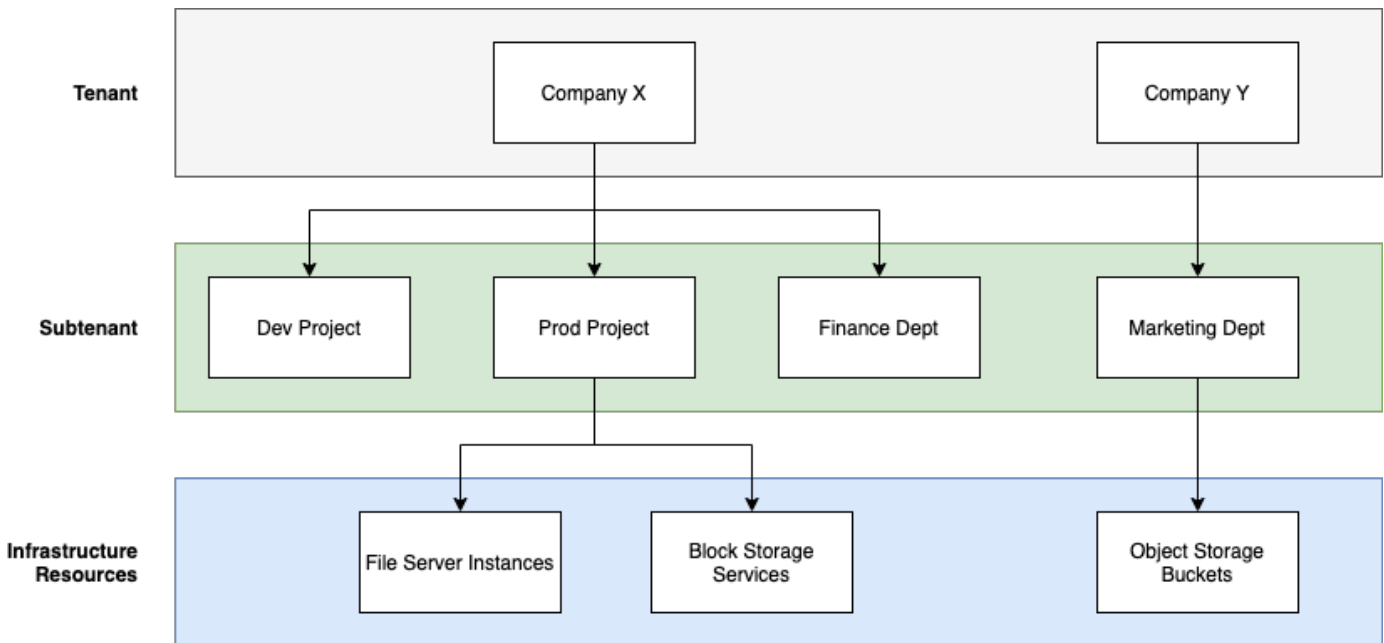 Tenant
Company X
Company Y
Subtenant
Dev Project
Prod Project
Finance Dept
Marketing Dept
Infrastructure
Resources
File Server Instances
Block Storage
Services
Object Storage
Buckets